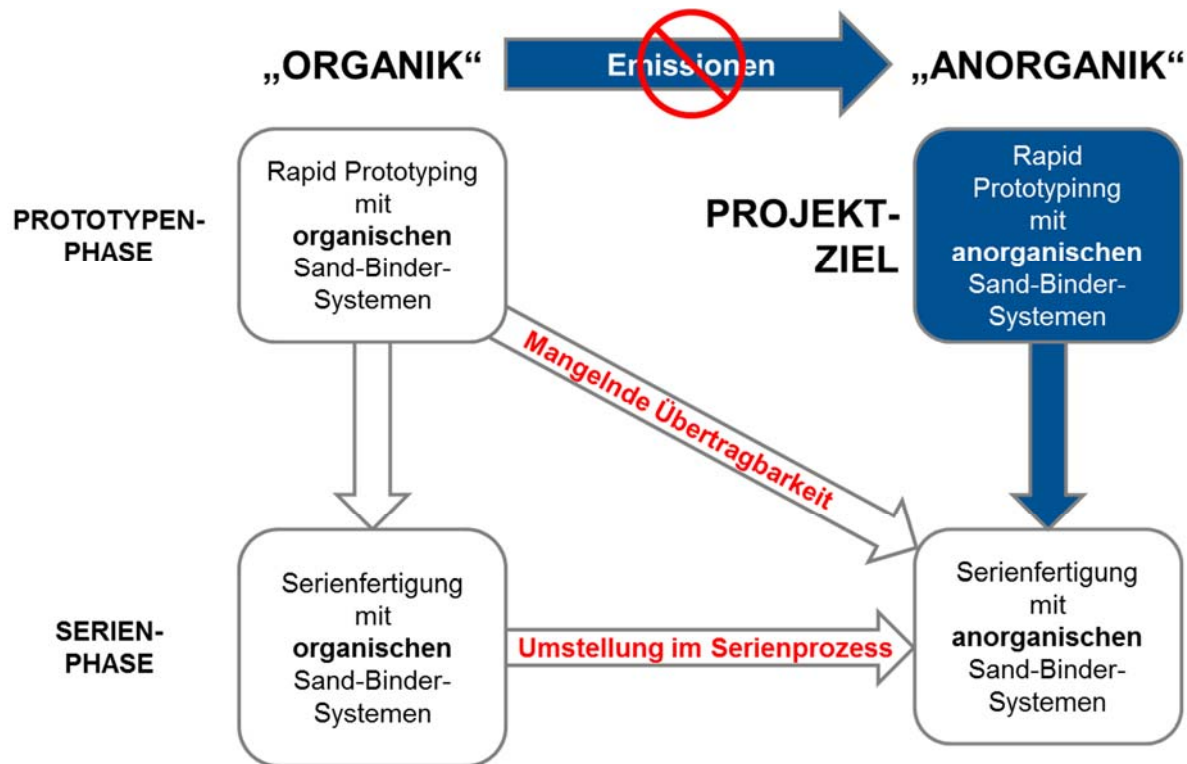 „ORGANIK“
Emissionen
„ANORGANIK“
PROTOTYPEN-
PHASE
Rapid Prototyping
mit
organischen
Sand-Binder-
Systemen
PROJEKT-
ZIEL
Rapid
Prototypinng
mit
anorganischen
Sand-Binder-
Systemen
Mangelnde Übertragbarkeit
SERIEN-
PHASE
Serienfertigung
mit
organischen
Sand-Binder-
Systemen
Umstellung im Serienprozess
Serienfertigung
mit
anorganischen
Sand-Binder-
Systemen